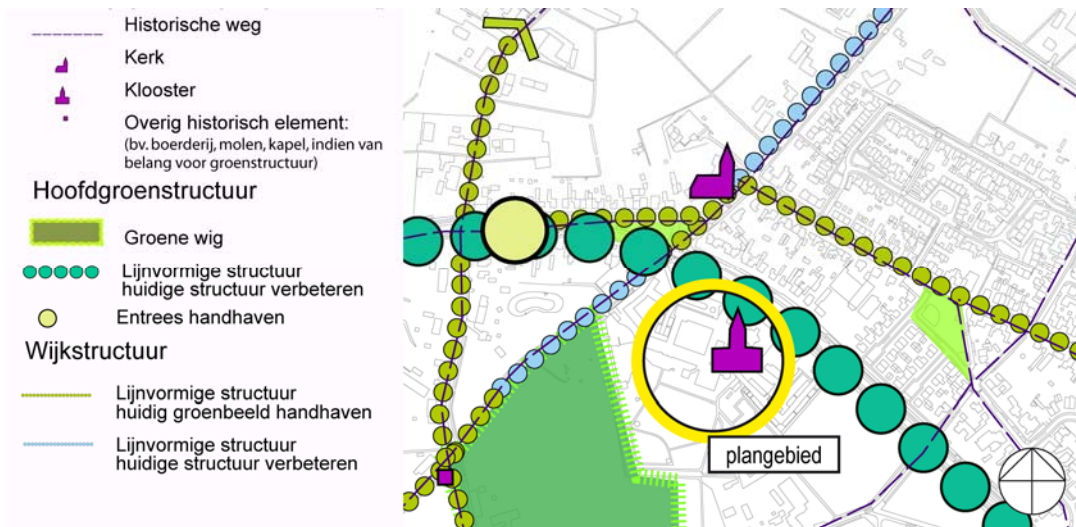 Historische weg
Kerk
Klooster
Overig historisch element:
(bv. boerderij, molen, kapel, indien van
belang voor groenstructuur)
Hoofdgroenstructuur
Groene wig
Lijnvormige structuur
huidige structuur verbeteren
Entrees handhaven
Wijkstructuur
Lijnvormige structuur
huidig groenbeeld handhaven
Lijnvormige structuur
huidige structuur verbeteren
plangebied